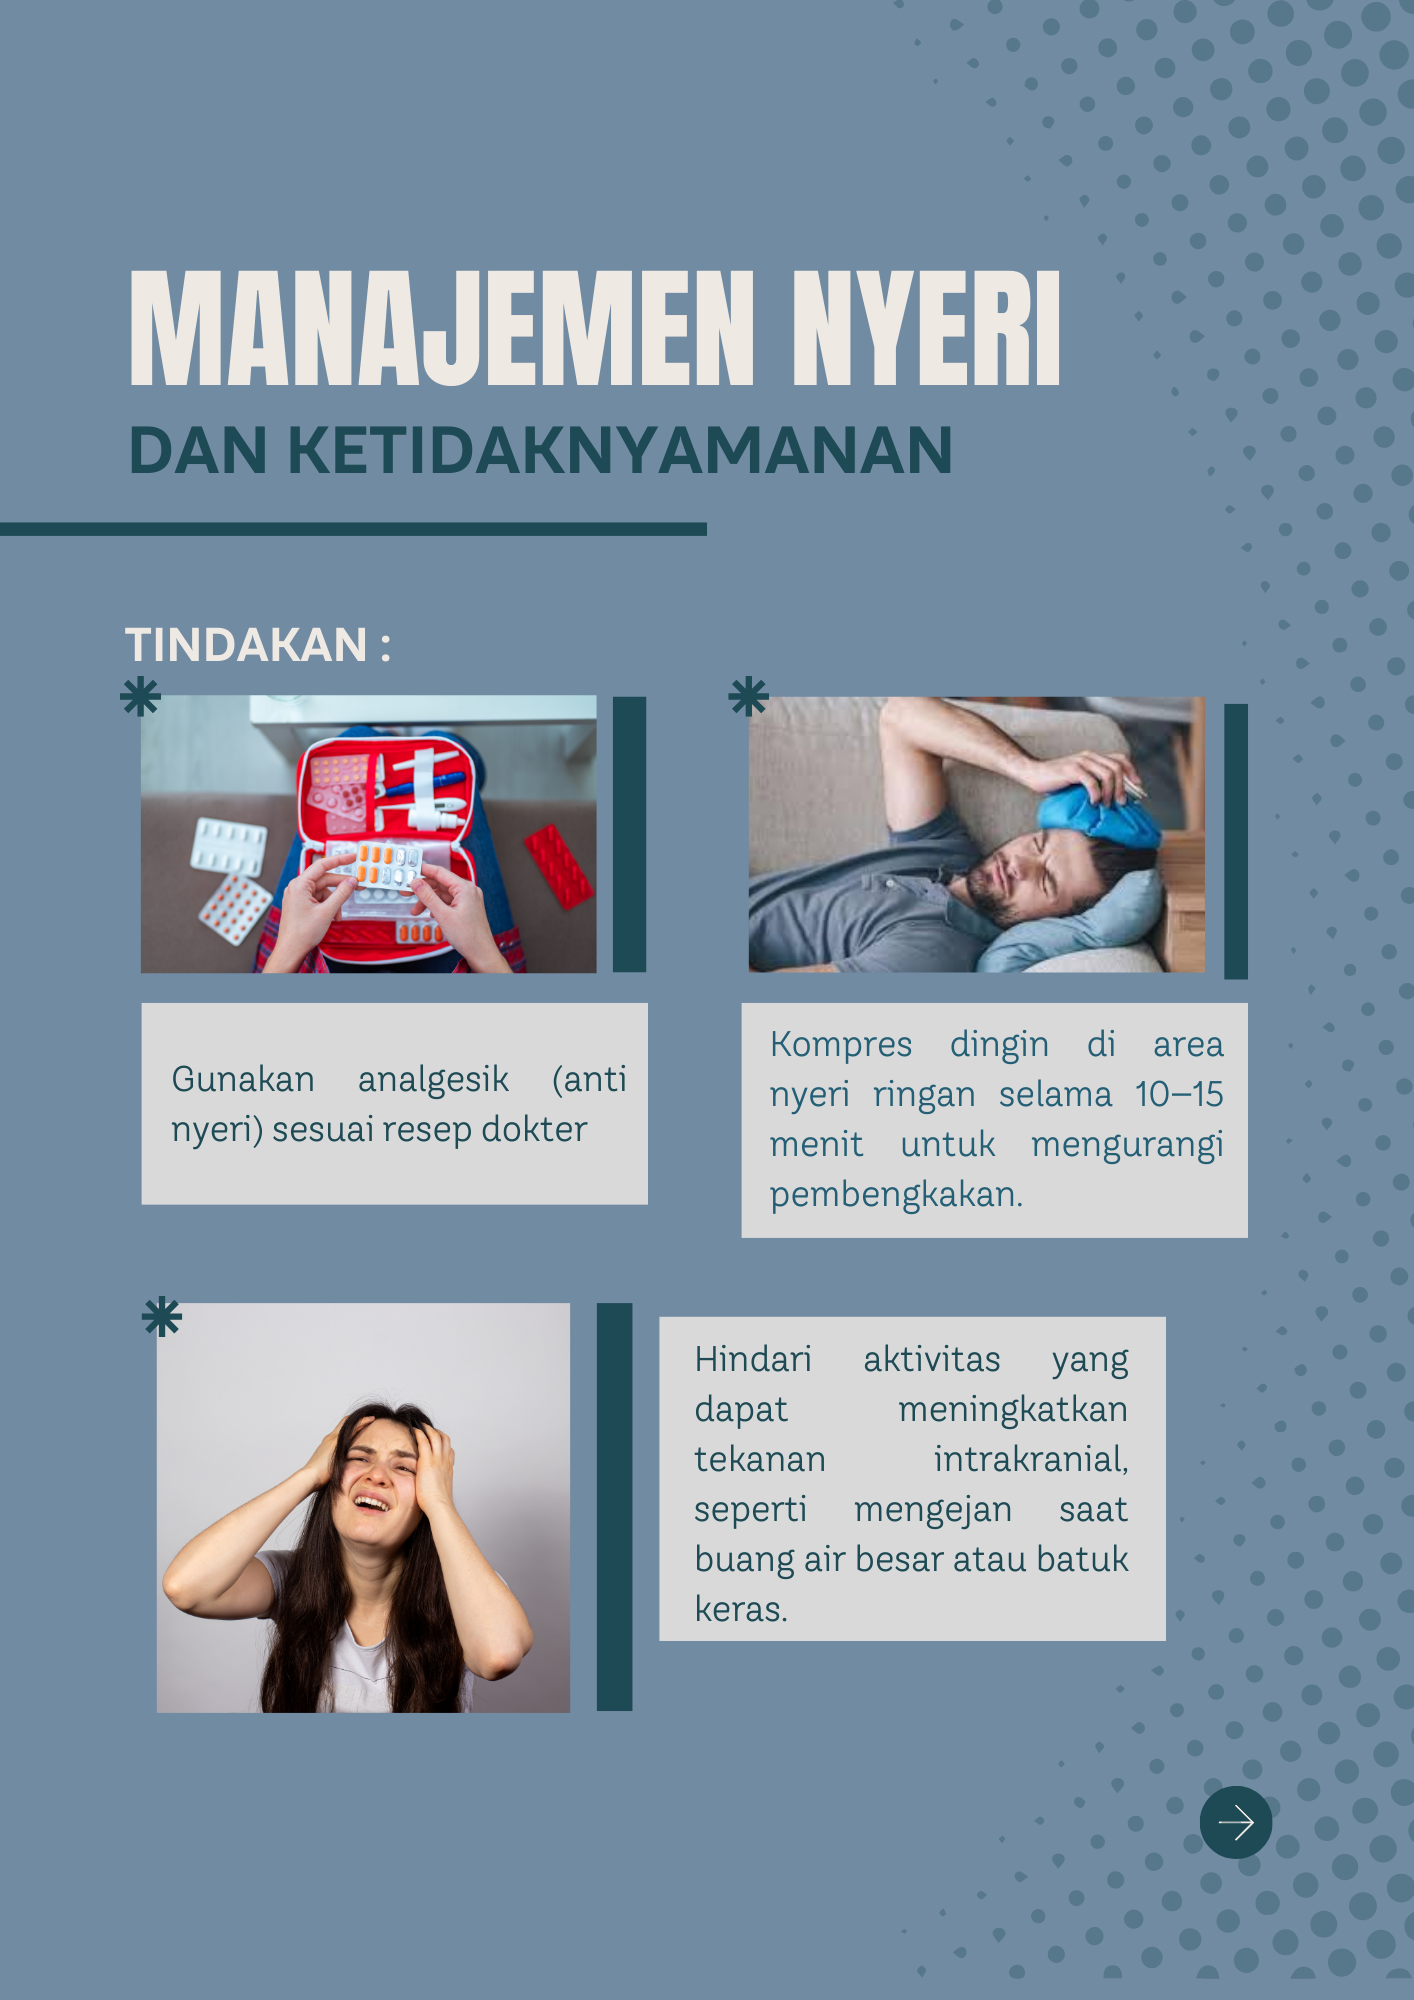 MANAJEMEN NYERI
DAN KETIDAKNYAMANAN
TINDAKAN :
Gunakan analgesik (anti
nyeri) sesuai resep dokter
Kompres dingin di area
nyeri ringan selama 10–15
menit untuk mengurangi
pembengkakan.
Hindari aktivitas yang
dapat meningkatkan
tekanan intrakranial,
seperti mengejan saat
buang air besar atau batuk
keras.